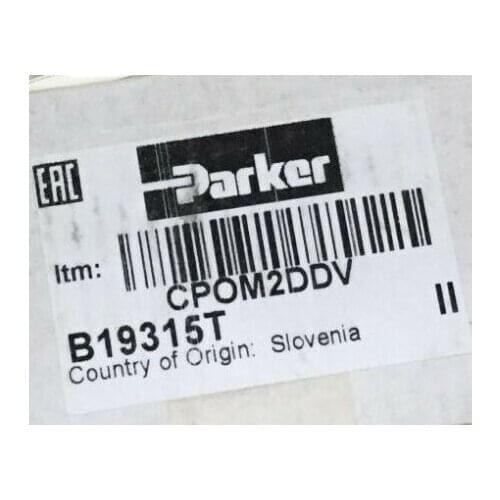 Parker
EAC
Itm:
CPOM2DDV
B19315T
II
Country of Origin: Slovenia